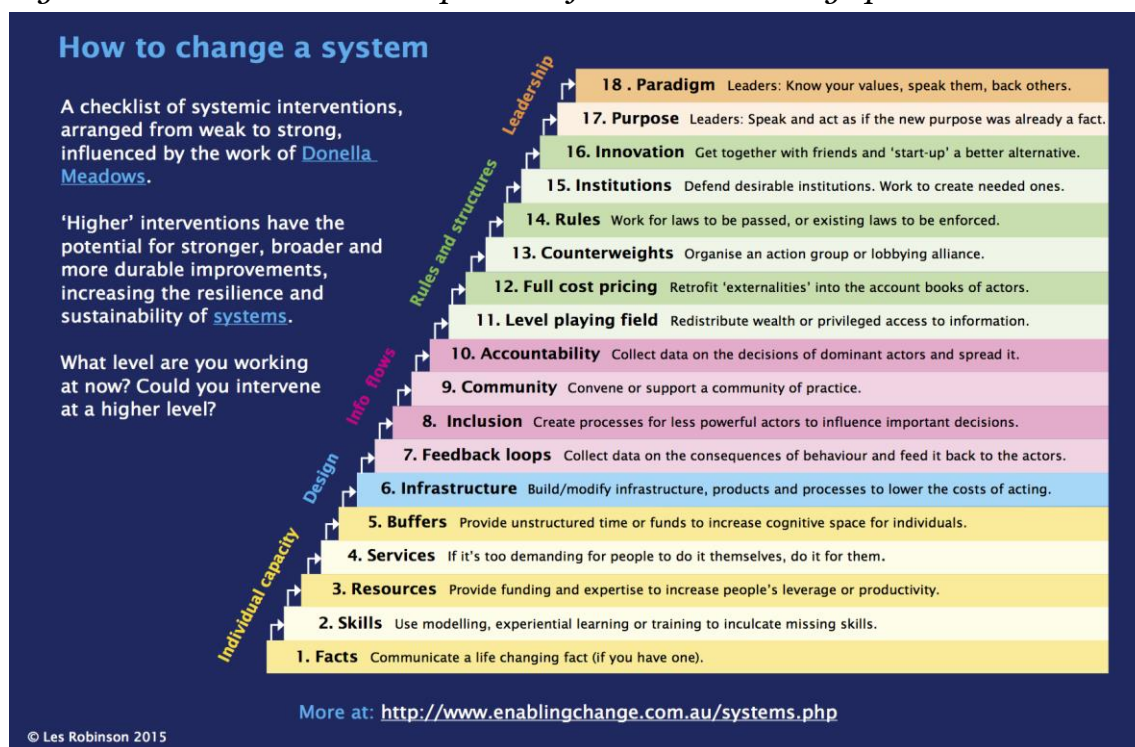 How to change a system
A checklist of systemic interventions,
arranged from weak to strong,
influenced by the work of Donella
Meadows.
‘Higher’ interventions have the
potential for stronger, broader and
more durable improvements,
increasing the resilience and
sustainability of systems.
What level are you working
at now? Could you intervene
at a higher level?
Leadership
18 . Paradigm Leaders: Know your values, speak them, back others.
17. Purpose Leaders: Speak and act as if the new purpose was already a fact.
Rules and structures
16. Innovation Get together with friends and ‘start-up’ a better alternative.
15. Institutions Defend desirable institutions. Work to create needed ones.
14. Rules Work for laws to be passed, or existing laws to be enforced.
13. Counterweights Organise an action group or lobbying alliance.
12. Full cost pricing Retrofit ‘externalities’ into the account books of actors.
11. Level playing field Redistribute wealth or privileged access to information.
Info flows
10. Accountability Collect data on the decisions of dominant actors and spread it.
9. Community Convene or support a community of practice.
8. Inclusion Create processes for less powerful actors to influence important decisions.
7. Feedback loops Collect data on the consequences of behaviour and feed it back to the actors.
Design
6. Infrastructure Build/modify infrastructure, products and processes to lower the costs of acting.
Individual capacity
5. Buffers Provide unstructured time or funds to increase cognitive space for individuals.
4. Services If it’s too demanding for people to do it themselves, do it for them.
3. Resources Provide funding and expertise to increase people’s leverage or productivity.
2. Skills Use modelling, experiential learning or training to inculcate missing skills.
1. Facts Communicate a life changing fact (if you have one).
More at: http://www.enablingchange.com.au/systems.php
© Les Robinson 2015